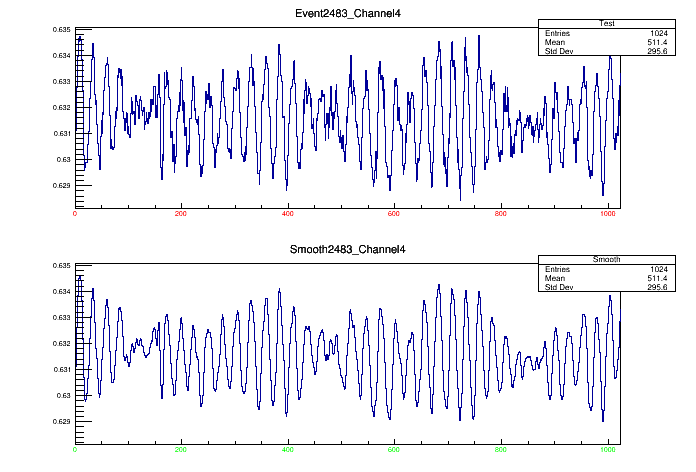 Event2483_Channel4
Test
Entries 1024
Mean 511.4
Std Dev 295.6
0.635
0.634
0.633
0.632
0.631
0.63
0.629
0 200 400 600 800 1000
Smooth2483_Channel4
Smooth
Entries 1024
Mean 511.4
Std Dev 295.6
0.635
0.634
0.633
0.632
0.631
0.63
0.629
0 200 400 600 800 1000